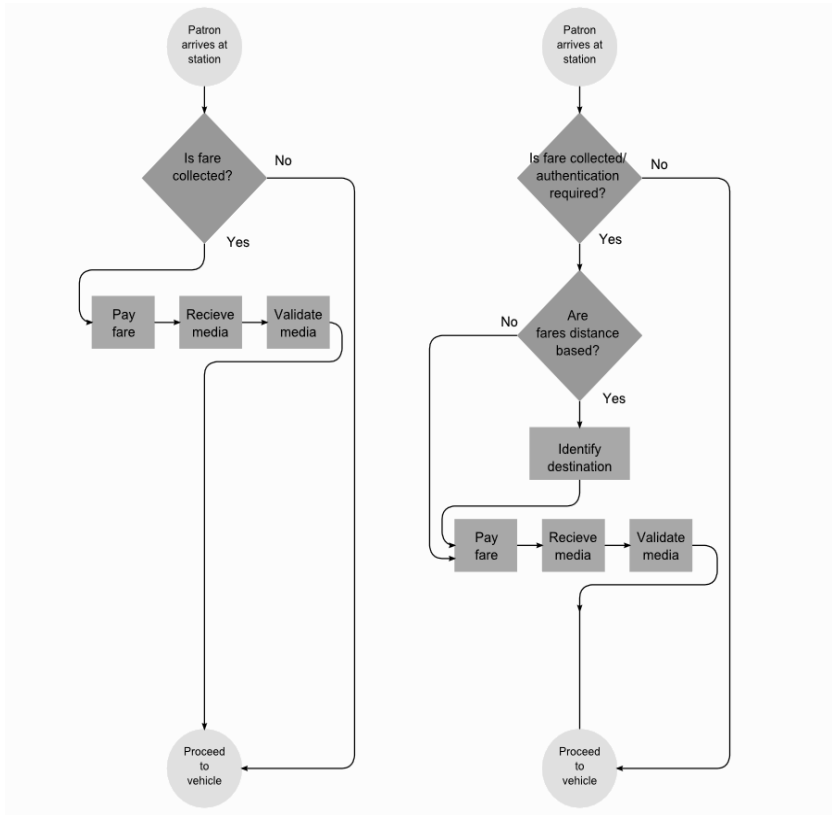 Patron
arrives at
station
Is fare
collected?
No
Yes
Pay
fare
Recieve
media
Validate
media
Proceed
to
vehicle
Patron
arrives at
station
Is fare collected/
authentication
required?
No
Yes
Are
fares distance
based?
No
Yes
Identify
destination
Pay
fare
Recieve
media
Validate
media
Proceed
to
vehicle